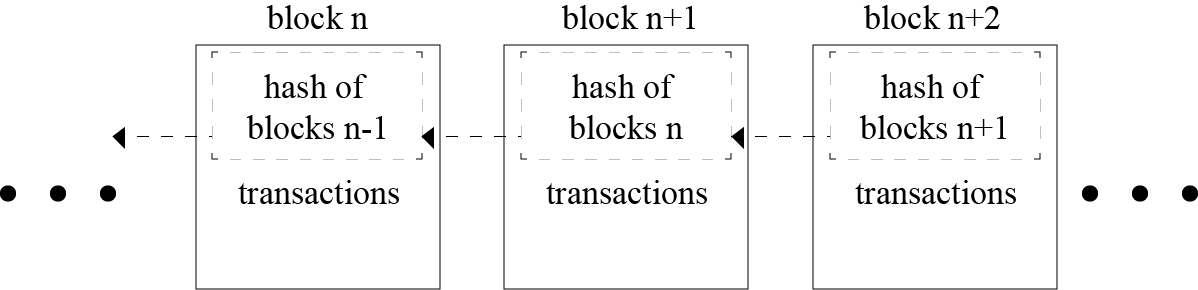 block n
block n+1
block n+2
hash of
blocks n-1
hash of
blocks n
hash of
blocks n+1
transactions
transactions
transactions